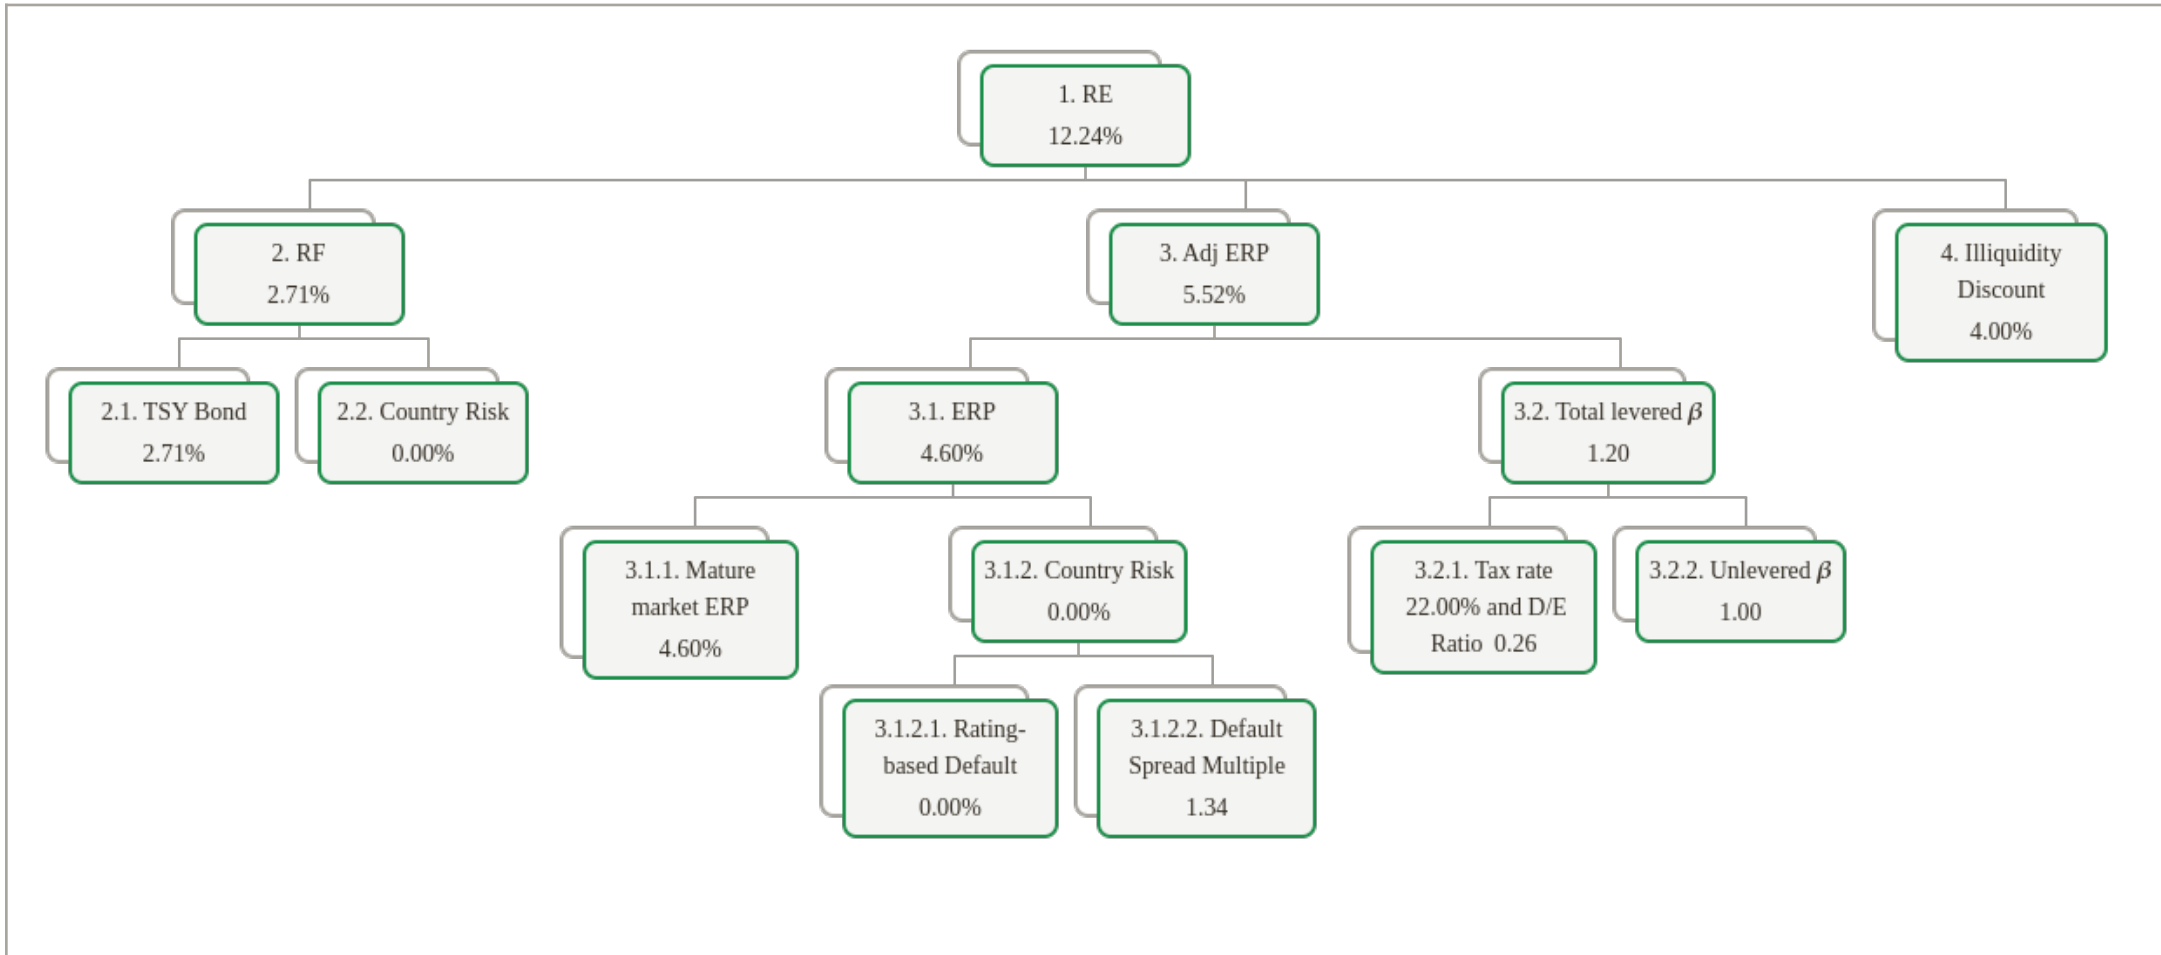 1. RE
12.24%
2. RF
2.71%
3. Adj ERP
5.52%
4. Illiquidity
Discount
4.00%
2.1. TSY Bond
2.71%
2.2. Country Risk
0.00%
3.1. ERP
4.60%
3.2. Total levered β
1.20
3.1.1. Mature
market ERP
4.60%
3.1.2. Country Risk
0.00%
3.2.1. Tax rate
22.00% and D/E
Ratio 0.26
3.2.2. Unlevered β
1.00
3.1.2.1. Rating-
based Default
0.00%
3.1.2.2. Default
Spread Multiple
1.34